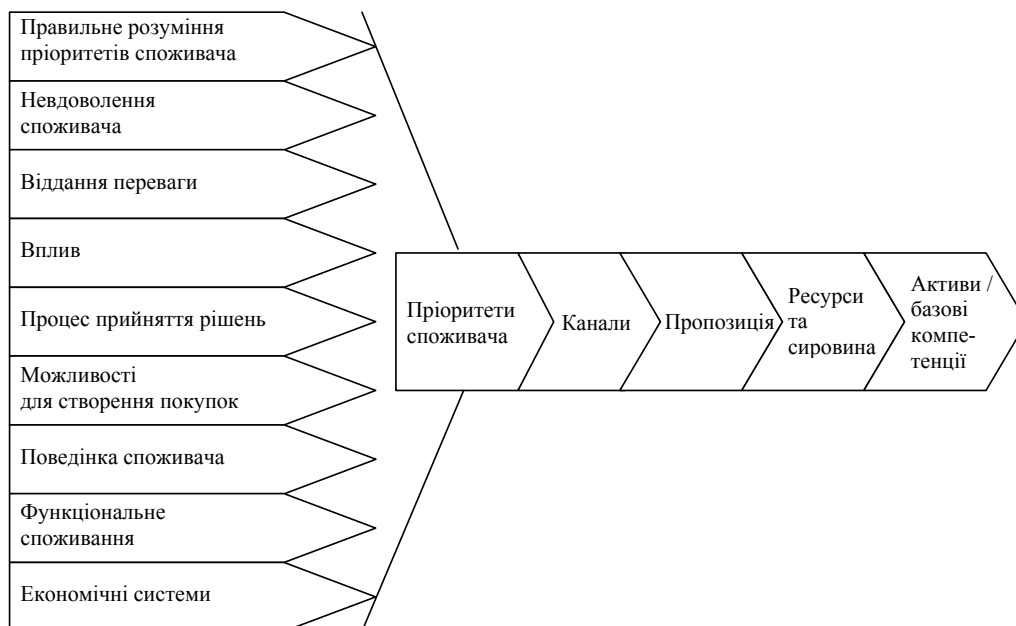 Правильне розуміння
пріоритетів споживача
Невдоволення
споживача
Віддання переваги
Вплив
Процес прийняття рішень
Можливості
для створення покупок
Поведінка споживача
Функціональне
споживання
Економічні системи
Пріоритети
споживача
Канали
Пропозиція
Ресурси
та
сировина
Активи /
базові
компе-
тенції